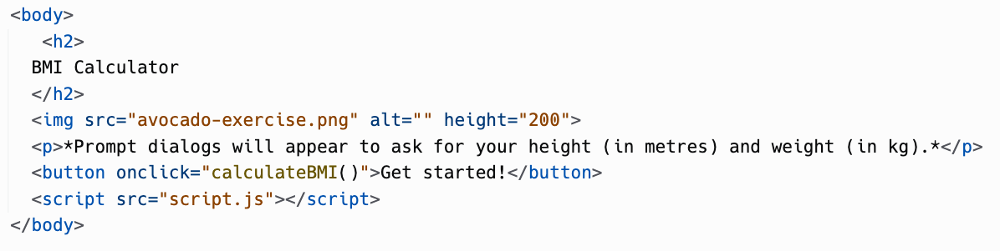 <body>
<h2>
BMI Calculator
</h2>
<img src="avocado-exercise.png" alt="" height="200">
<p>*Prompt dialogs will appear to ask for your height (in metres) and weight (in kg).*</p>
<button onclick="calculateBMI()">Get started!</button>
<script src="script.js"></script>
</body>